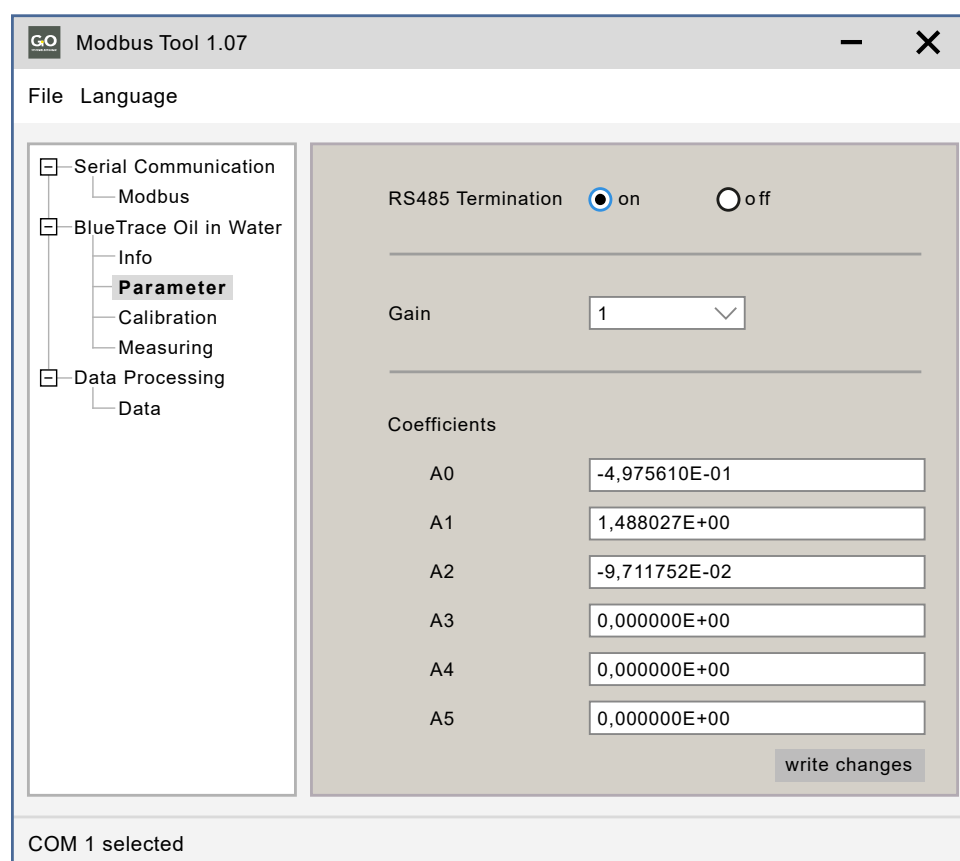 GO
Modbus Tool 1.07
File Language
Serial Communication
Modbus
BlueTrace Oil in Water
Info
Parameter
Calibration
Measuring
Data Processing
Data
RS485 Termination on off
Gain 1
Coefficients
A0 -4,975610E-01
A1 1,488027E+00
A2 -9,711752E-02
A3 0,000000E+00
A4 0,000000E+00
A5 0,000000E+00
write changes
COM 1 selected